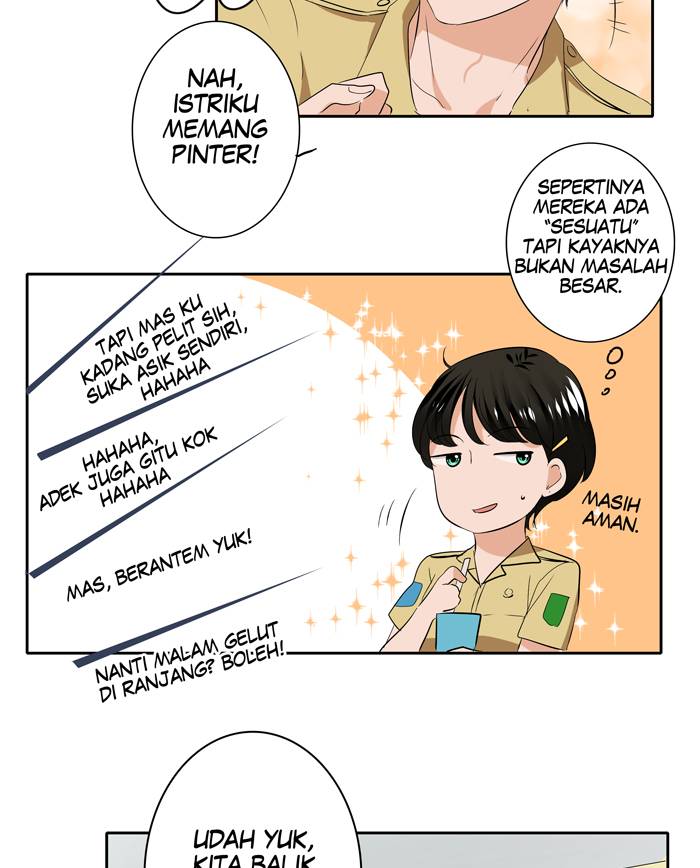 NAH,
ISTRIKU
MEMANG
PINTER!
SEPERTINYA
MEREKA ADA
"SESUATU"
TAPI KAYAKNYA
BUKAN MASALAH
BESAR.
TAPI MAS KU
KADANG PELIT SIH,
SUKA ASIK SENDIRI,
HAHAHA
HAHAHA,
ADEK JUGA GITU KOK
HAHAHA
MASIH
AMAN.
MAS, BERANTEM YUK!
NANTI MALAM GELUT
DI RANJANG? BOLEH!
UDAH YUK,
KITA BALIK